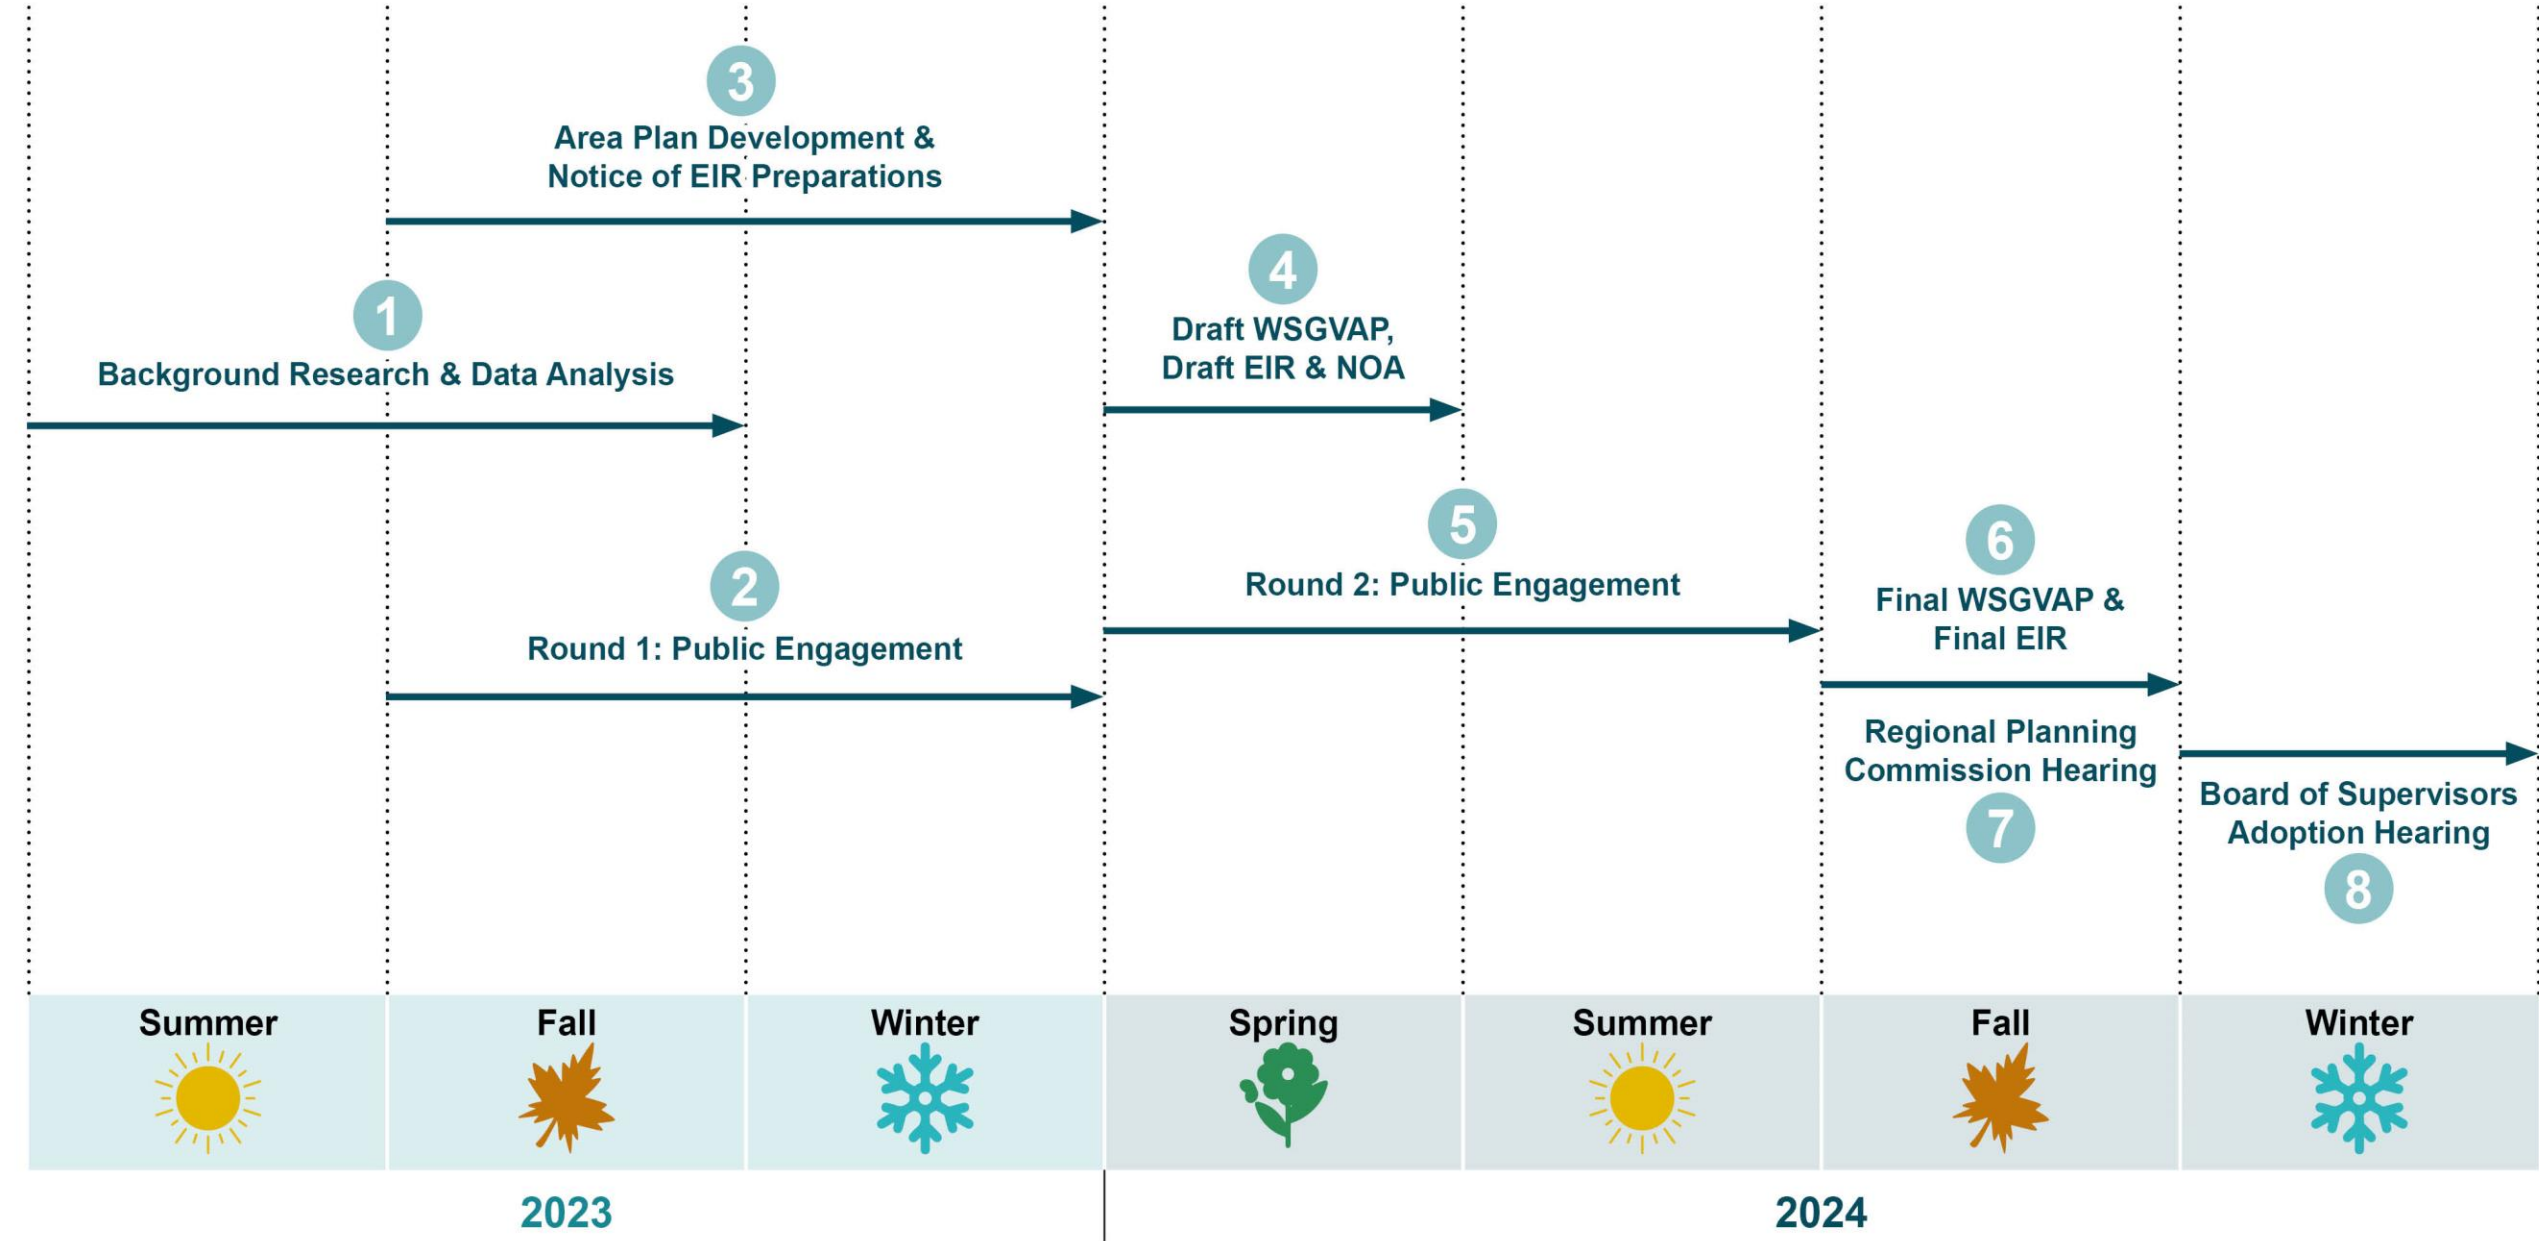 3
Area Plan Development &
Notice of EIR Preparations
1
Background Research & Data Analysis
4
Draft WSGVAP,
Draft EIR & NOA
2
Round 1: Public Engagement
5
Round 2: Public Engagement
6
Final WSGVAP &
Final EIR
Regional Planning
Commission Hearing
7
Board of Supervisors
Adoption Hearing
8
Summer
Fall
Winter
Spring
Summer
Fall
Winter
2023
2024